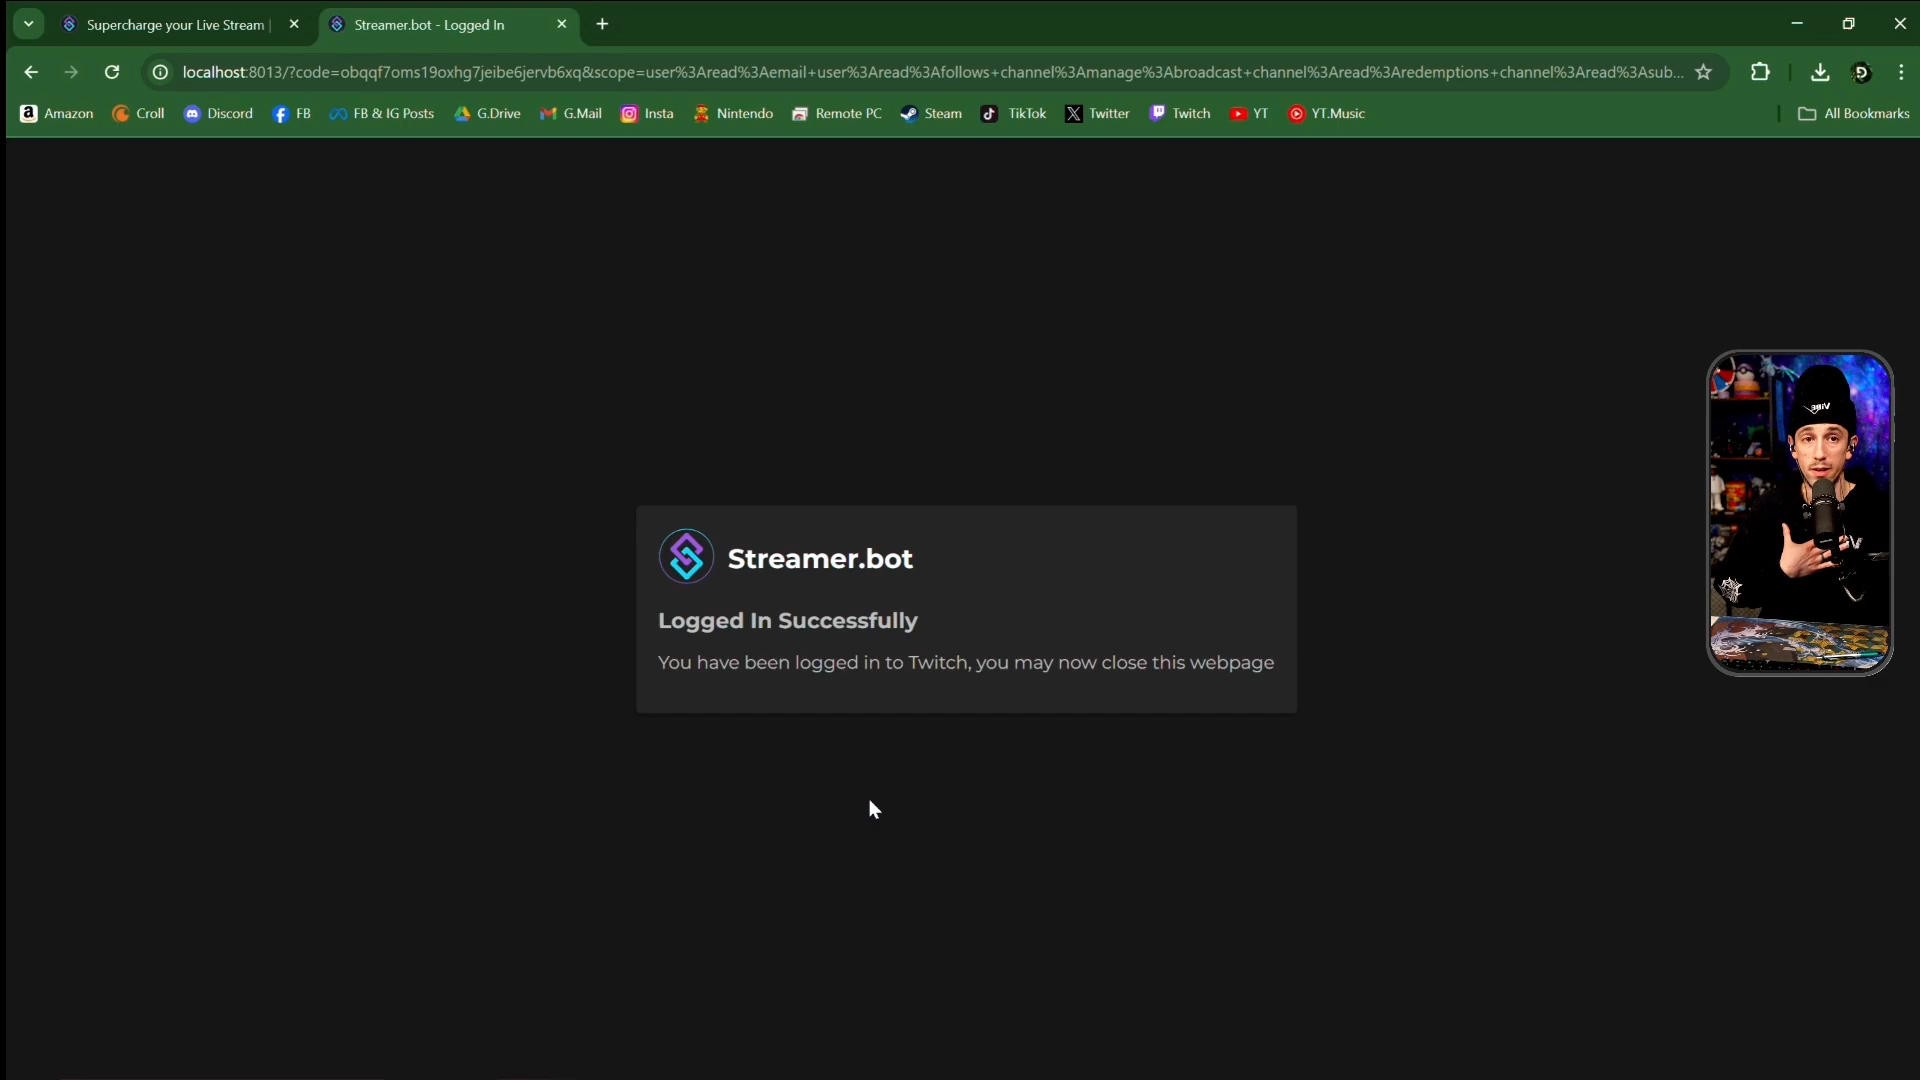 Supercharge your Live Stream |
Streamer.bot - Logged In
localhost:8013/?code=obqqf7oms19oxhg7jeibe6jervb6xq&scope=user%3Aread%3Aemail+user%3Aread%3Afollows+channel%3Amanage%3Abroadcast+channel%3Aread%3Aredemptions+channel%3Aread%3Asub...
Amazon Croll Discord FB FB & IG Posts G.Drive G.Mail Insta Nintendo Remote PC Steam TikTok Twitter Twitch YT YT.Music All Bookmarks
Streamer.bot
Logged In Successfully
You have been logged in to Twitch, you may now close this webpage